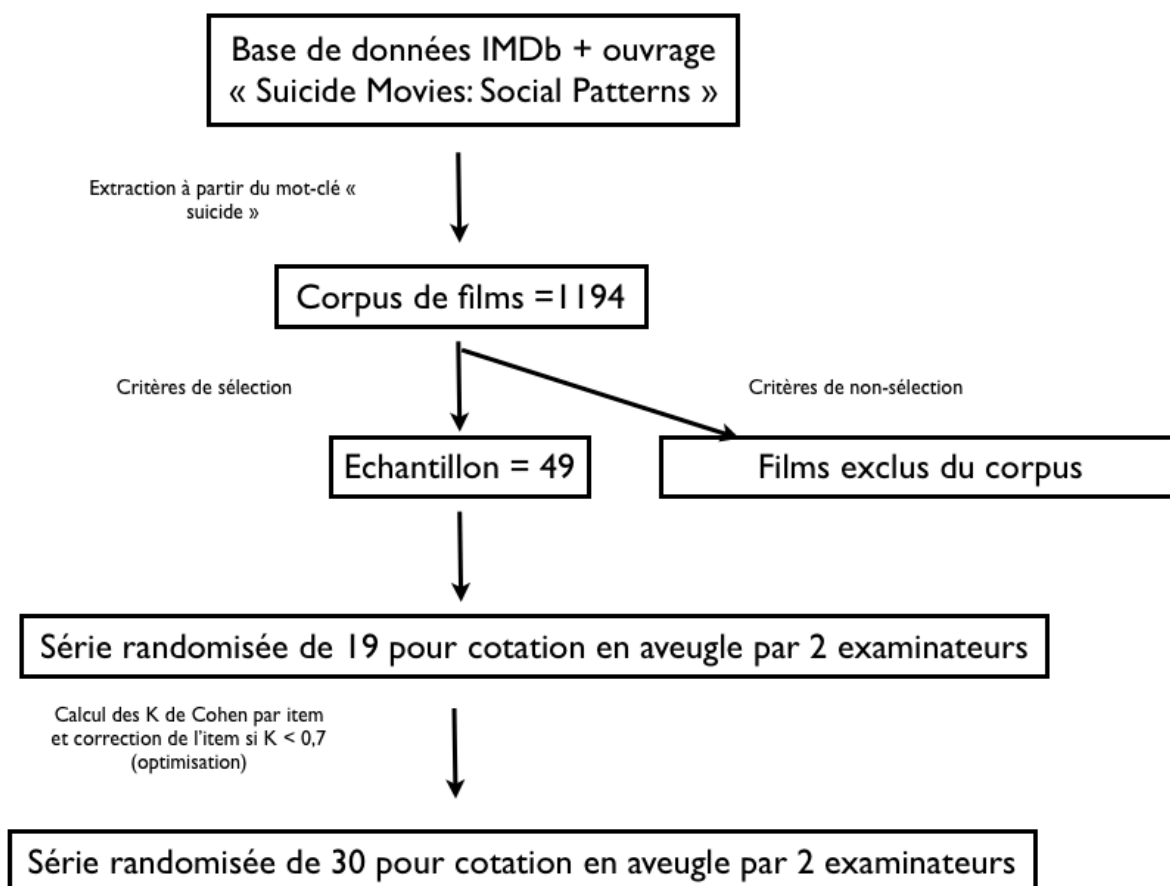 Base de données IMDb + ouvrage
« Suicide Movies: Social Patterns »
Extraction à partir du mot-clé «
suicide »
Corpus de films =1194
Critères de sélection
Critères de non-sélection
Echantillon = 49
Films exclus du corpus
Série randomisée de 19 pour cotation en aveugle par 2 examinateurs
Calcul des K de Cohen par item
et correction de l'item si K < 0,7
(optimisation)
Série randomisée de 30 pour cotation en aveugle par 2 examinateurs